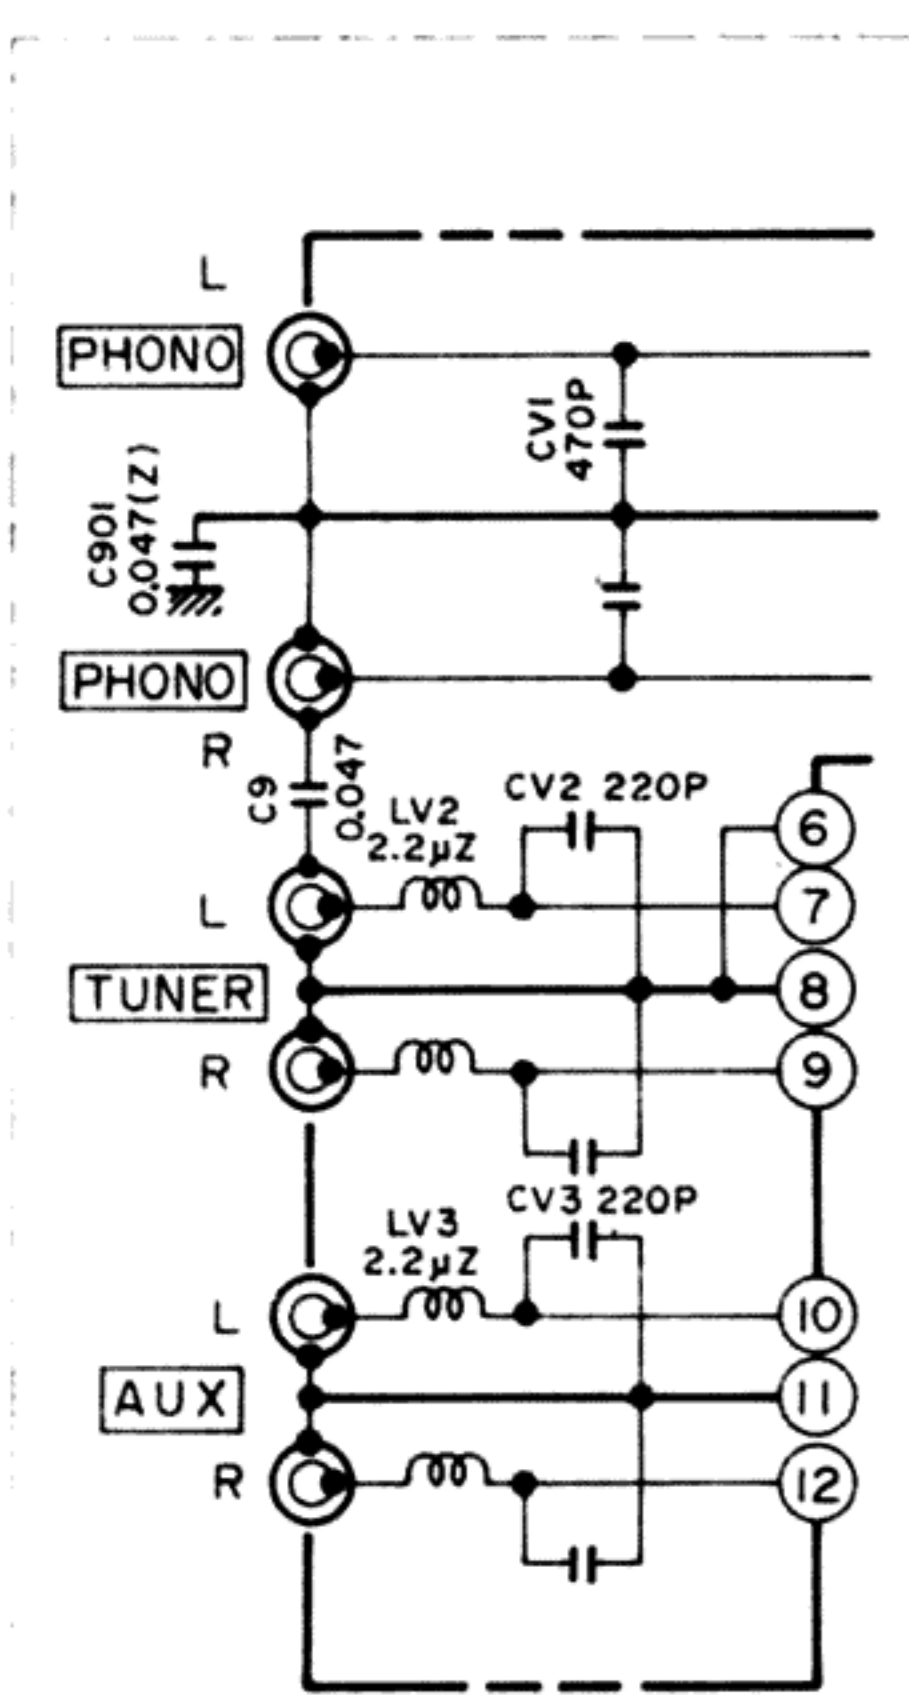 L
PHONO
CV1
470P
C901
0.047(Z)
PHONO
R
C9
0.047
CV2 220P
LV2
2.2μZ
6
L
7
TUNER
8
R
9
CV3 220P
LV3
2.2μZ
L
10
AUX
11
R
12